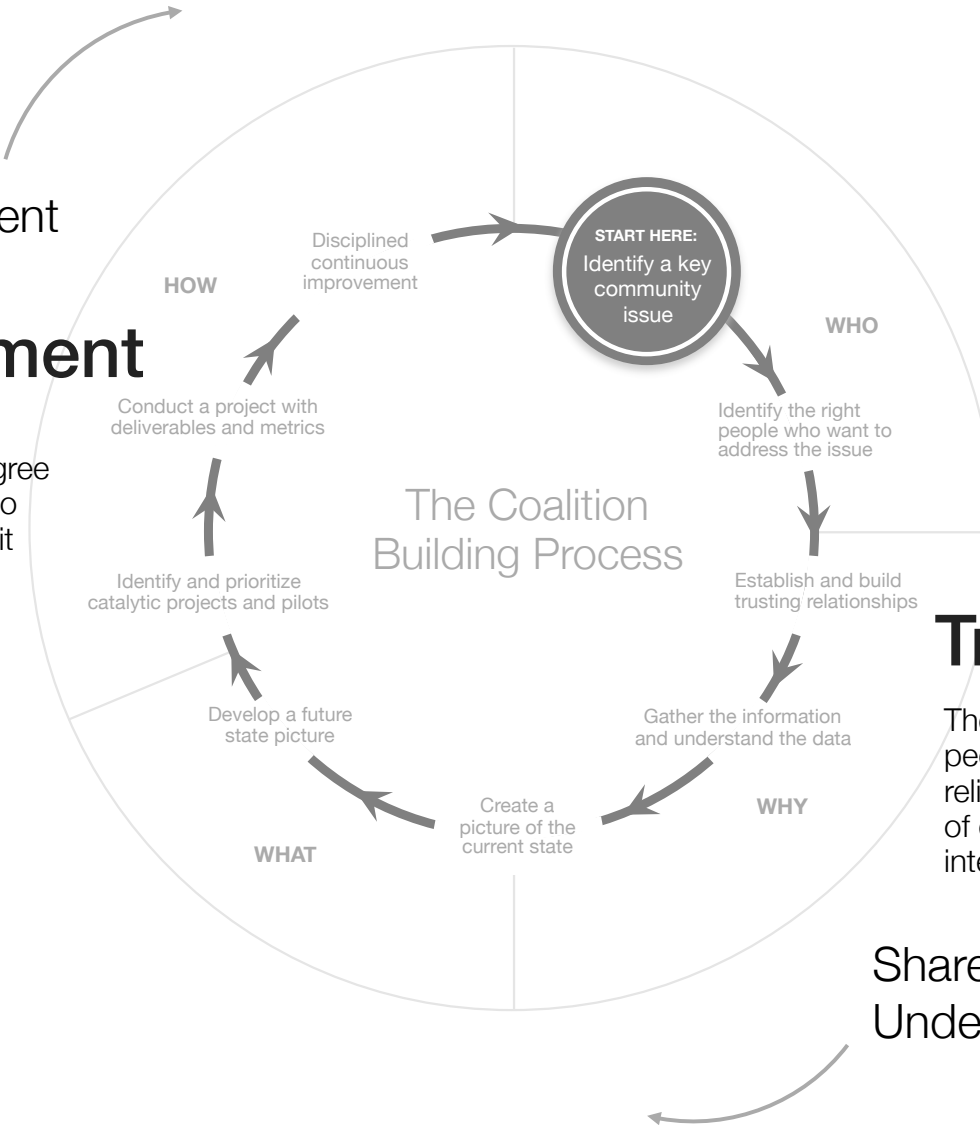 ent
ment
gree
o
it
HOW
Disciplined
continuous
improvement
START HERE:
Identify a key
community
issue
WHO
Conduct a project with
deliverables and metrics
Identify the right
people who want to
address the issue
The Coalition
Building Process
Identify and prioritize
catalytic projects and pilots
Establish and build
trusting relationships
Develop a future
state picture
Gather the information
and understand the data
Create a
picture of the
current state
WHAT
WHY
Tr
The
peo
reli
of
inte
Share
Unde